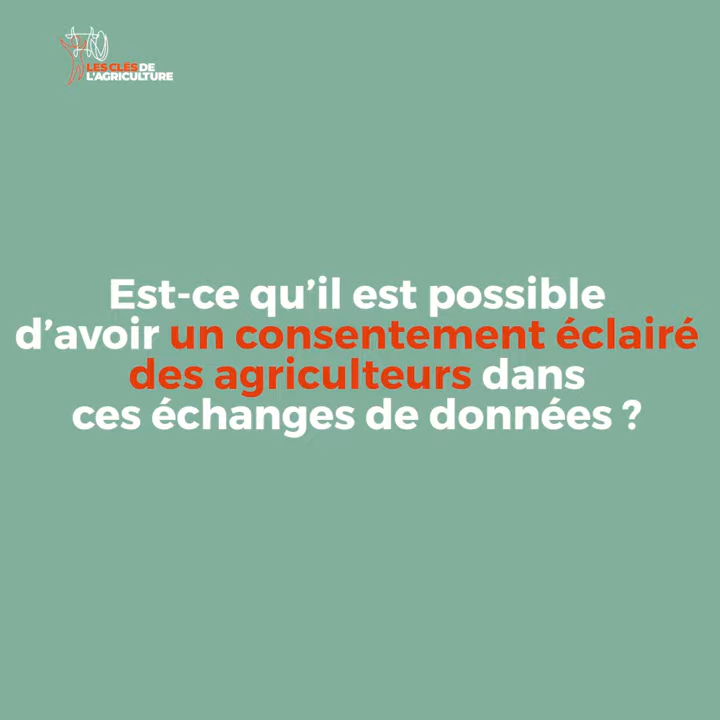 LES CLÉS DE
L'AGRICULTURE
Est-ce qu'il est possible
d'avoir un consentement éclairé
des agriculteurs dans
ces échanges de données ?